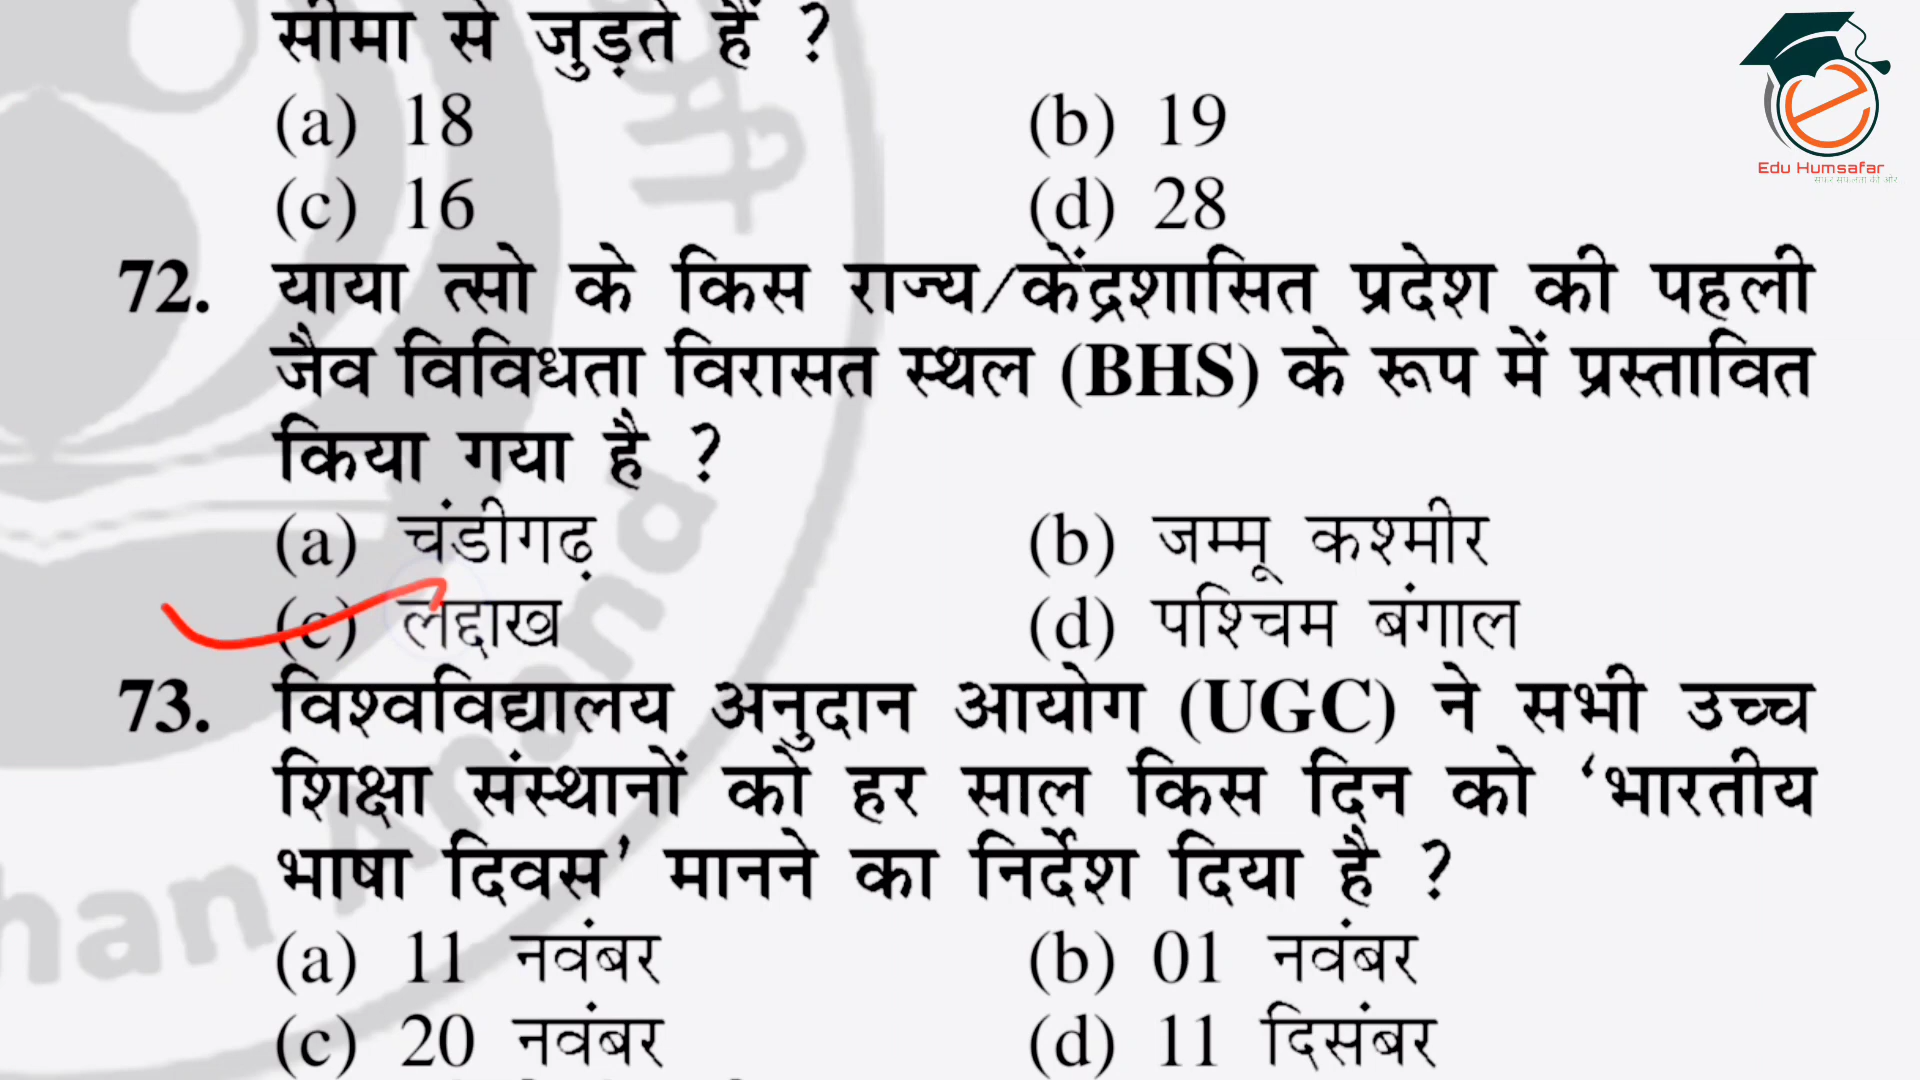 सीमा से जुड़ते हैं ?
(a) 18 (b) 19
(c) 16 (d) 28
72. याया त्सो के किस राज्य/केंद्रशासित प्रदेश की पहली
जैव विविधता विरासत स्थल (BHS) के रूप में प्रस्तावित
किया गया है ?
(a) चंडीगढ़ (b) जम्मू कश्मीर
(c) लद्दाख (d) पश्चिम बंगाल
73. विश्वविद्यालय अनुदान आयोग (UGC) ने सभी उच्च
शिक्षा संस्थानों को हर साल किस दिन को ‘भारतीय
भाषा दिवस’ मानने का निर्देश दिया है ?
(a) 11 नवंबर (b) 01 नवंबर
(c) 20 नवंबर (d) 11 दिसंबर
Edu Humsafar
han Anand